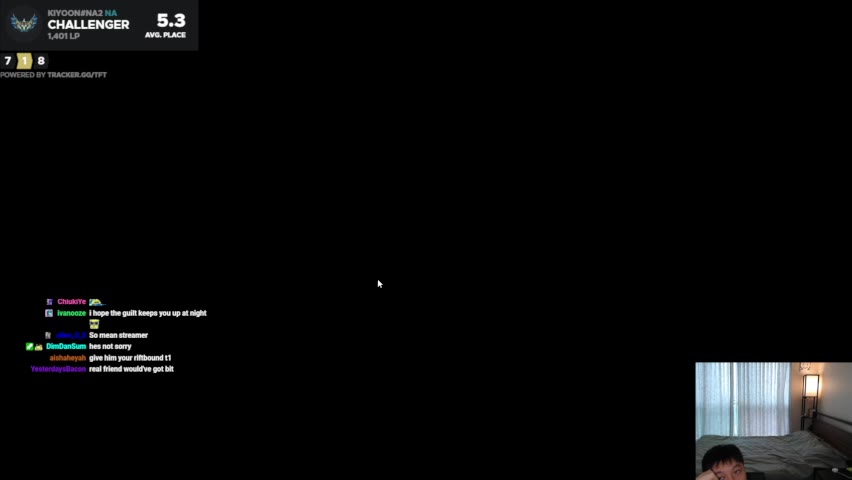 KIYOON#NA2 NA
CHALLENGER
1,401 LP
5.3
AVG. PLACE
7 1 8
POWERED BY TRACKER.GG/TFT
ChiukiYe
ivanooze i hope the guilt keeps you up at night
So mean streamer
DimDanSum hes not sorry
aishaheyah give him your riftbound t1
YesterdaysBacon real friend would've got bit